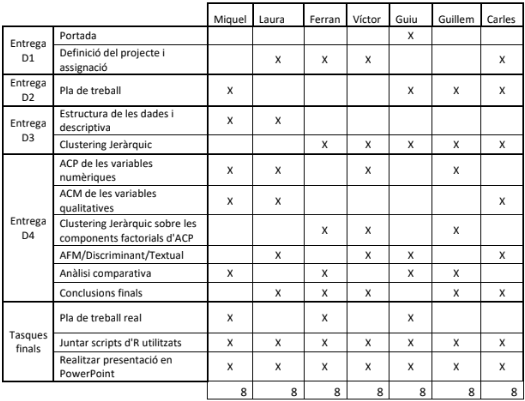 Miquel Laura Ferran Víctor Guiu Guillem Carles
Entrega D1
Portada X
Definició del projecte i
assignació X X X X
Entrega D2
Pla de treball X X X X
Entrega D3
Estructura de les dades i
descriptiva X X
Clustering Jeràrquic X X X X X
Entrega D4
ACP de les variables
numèriques X X X X
ACM de les variables
qualitatives X X X
Clustering Jeràrquic sobre les
components factorials d'ACP X X X
AFM/Discriminant/Textual X X X X
Anàlisi comparativa X X X X
Conclusions finals X X X X X
Tasques finals
Pla de treball real X X X
Juntar scripts d'R utilitzats X X X X X X X
Realitzar presentació en
PowerPoint X X X X X X X
8 8 8 8 8 8 8